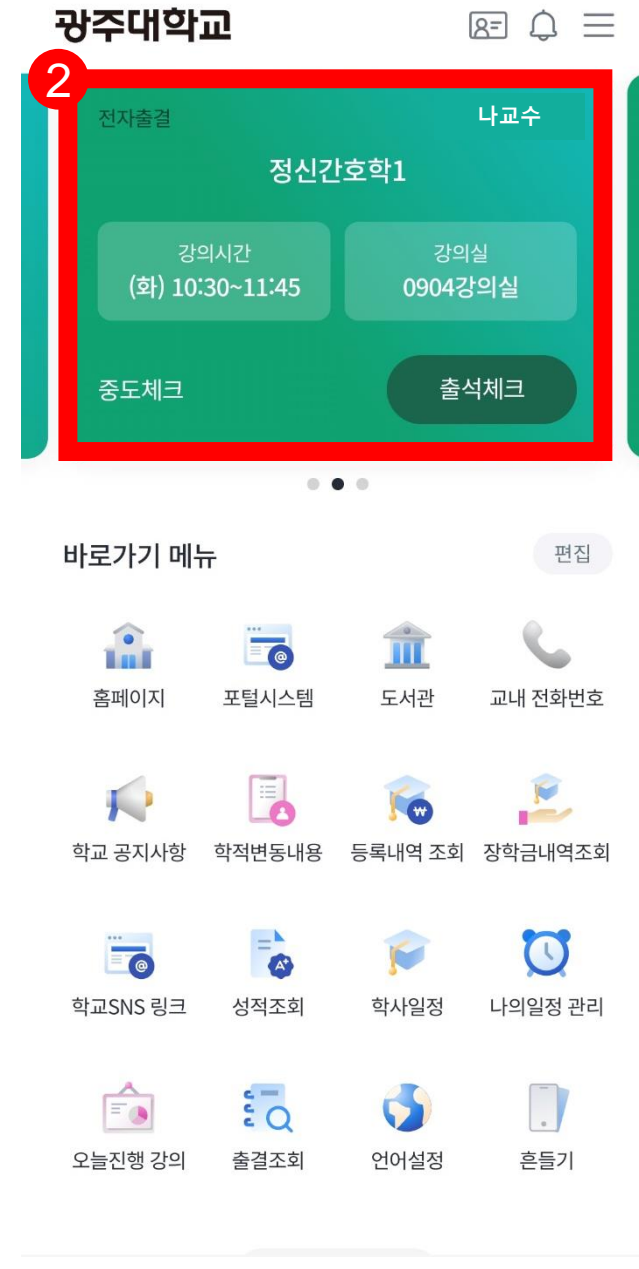 광주대학교
2
전자출결 나교수
정신간호학1
강의시간 강의실
(화) 10:30~11:45 0904강의실
중도체크 출석체크
바로가기 메뉴 편집
홈페이지 포털시스템 도서관 교내 전화번호
학교 공지사항 학적변동내용 등록내역 조회 장학금내역조회
학교SNS 링크 성적조회 학사일정 나의일정 관리
오늘진행 강의 출결조회 언어설정 흔들기